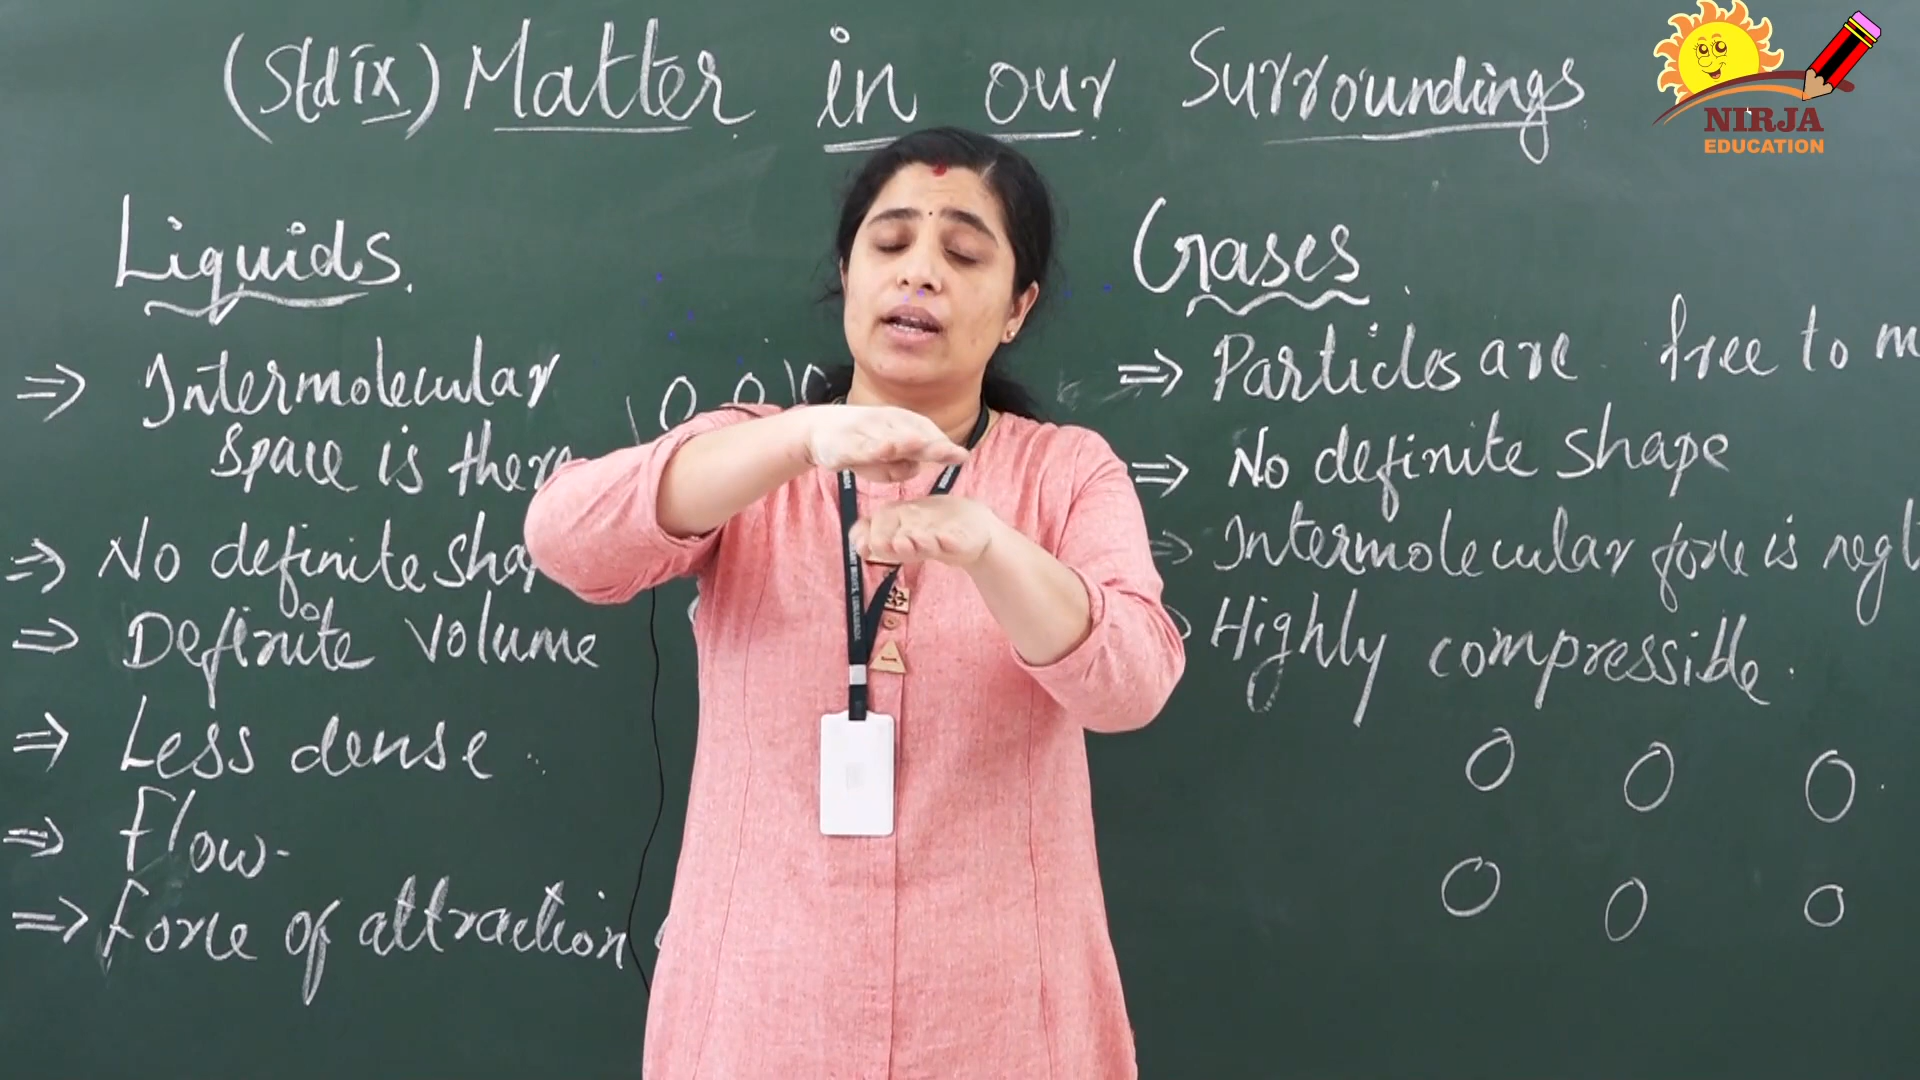 (Std IX) Matter in our Surroundings
NIRJA
EDUCATION
Liquids
⇒ Intermolecular
space is there
⇒ No definite shap
⇒ Definite volume
⇒ Less dense
⇒ Flow
⇒ Force of attraction
Gases
⇒ Particles are free to m
⇒ No definite shape
⇒ Intermolecular force is negl
Highly compressible.